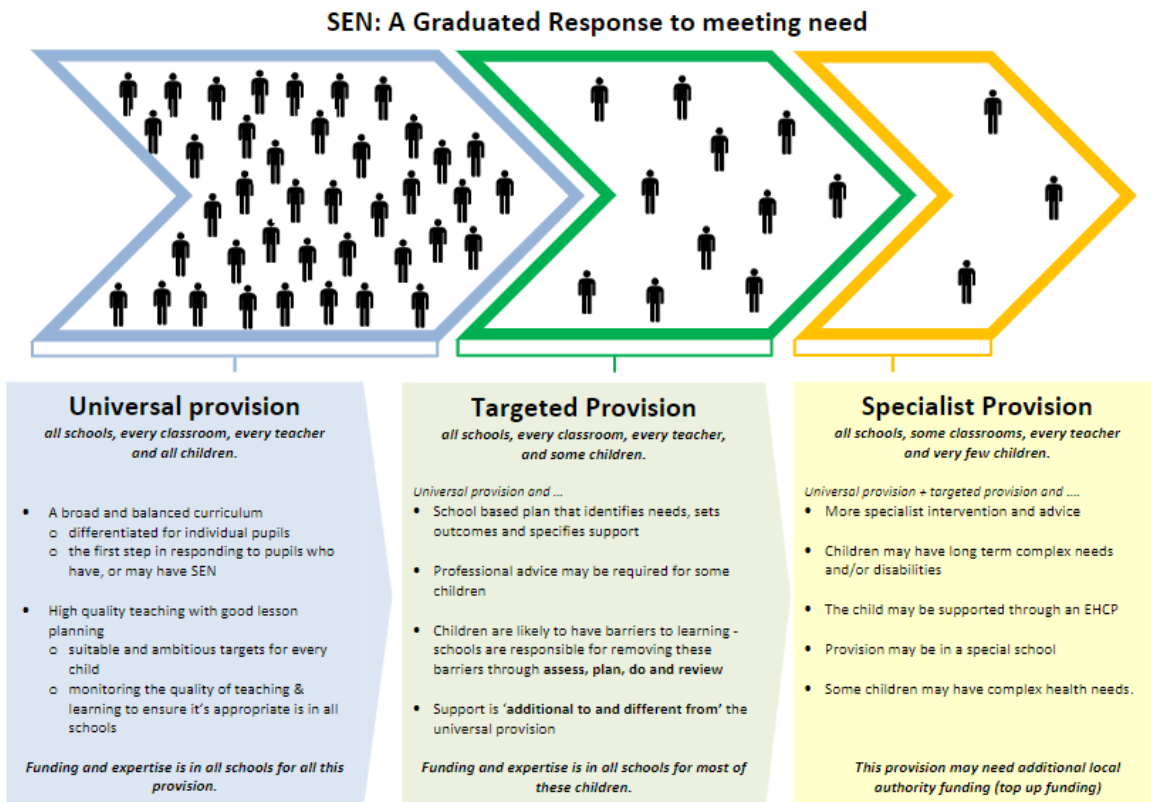 SEN: A Graduated Response to meeting need
Universal provision
all schools, every classroom, every teacher
and all children.
• A broad and balanced curriculum
o differentiated for individual pupils
o the first step in responding to pupils who
have, or may have SEN
• High quality teaching with good lesson
planning
o suitable and ambitious targets for every
child
o monitoring the quality of teaching &
learning to ensure it's appropriate is in all
schools
Funding and expertise is in all schools for all this
provision.
Targeted Provision
all schools, every classroom, every teacher,
and some children.
Universal provision and ...
• School based plan that identifies needs, sets
outcomes and specifies support
• Professional advice may be required for some
children
• Children are likely to have barriers to learning -
schools are responsible for removing these
barriers through assess, plan, do and review
• Support is 'additional to and different from' the
universal provision
Funding and expertise is in all schools for most of
these children.
Specialist Provision
all schools, some classrooms, every teacher
and very few children.
Universal provision + targeted provision and ....
• More specialist intervention and advice
• Children may have long term complex needs
and/or disabilities
• The child may be supported through an EHCP
• Provision may be in a special school
• Some children may have complex health needs.
This provision may need additional local
authority funding (top up funding)